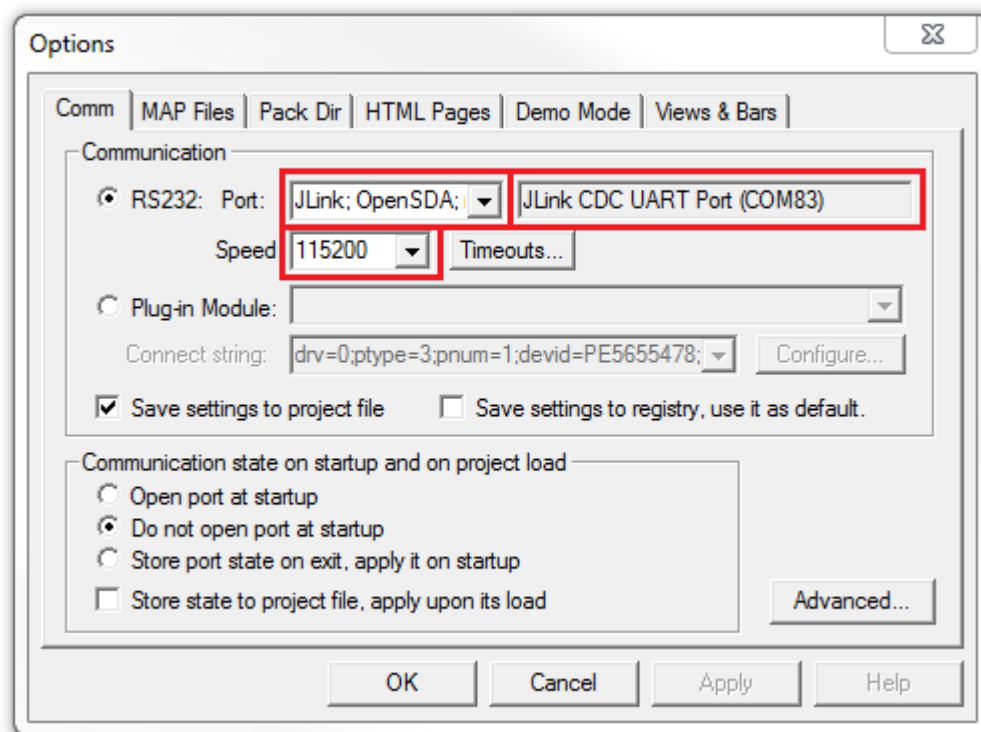 Options
Comm MAP Files Pack Dir HTML Pages Demo Mode Views & Bars
Communication
RS232: Port: JLink; OpenSDA; JLink CDC UART Port (COM83)
Speed 115200 Timeouts...
Plug-in Module:
Connect string: drv=0;ptype=3;pnum=1;devid=PE5655478; Configure...
Save settings to project file Save settings to registry, use it as default.
Communication state on startup and on project load
Open port at startup
Do not open port at startup
Store port state on exit, apply it on startup
Store state to project file, apply upon its load Advanced...
OK Cancel Apply Help